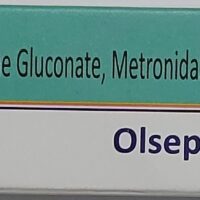 e Gluconate, Metronida
Olsep